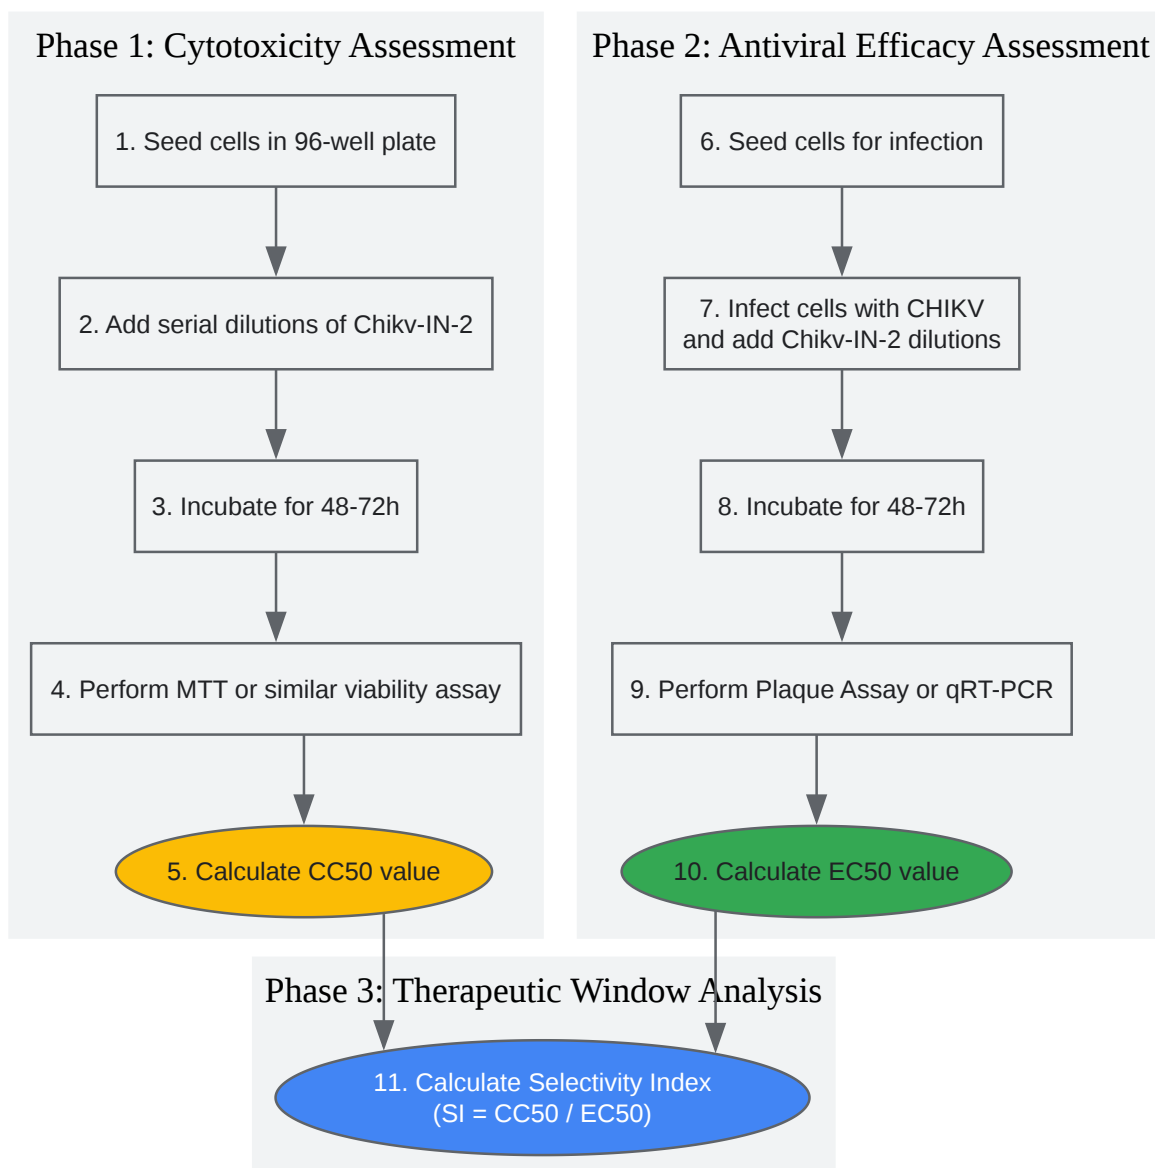 Phase 1: Cytotoxicity Assessment
1. Seed cells in 96-well plate
2. Add serial dilutions of Chikv-IN-2
3. Incubate for 48-72h
4. Perform MTT or similar viability assay
5. Calculate CC50 value
Phase 2: Antiviral Efficacy Assessment
6. Seed cells for infection
7. Infect cells with CHIKV
and add Chikv-IN-2 dilutions
8. Incubate for 48-72h
9. Perform Plaque Assay or qRT-PCR
10. Calculate EC50 value
Phase 3: Therapeutic Window Analysis
11. Calculate Selectivity Index
(SI = CC50 / EC50)